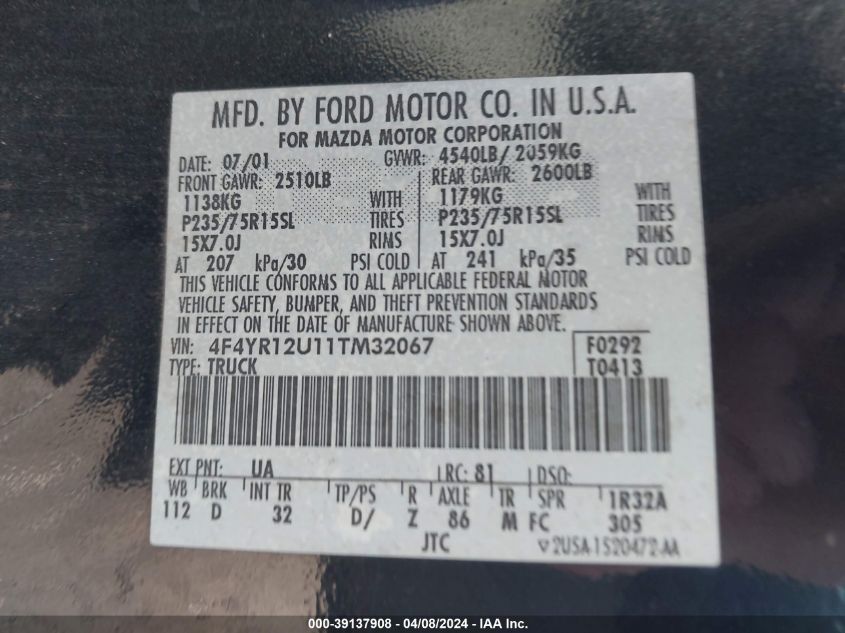 MFD. BY FORD MOTOR CO. IN U.S.A.
FOR MAZDA MOTOR CORPORATION
DATE: 07/01 GVWR: 4540LB/ 2059KG
FRONT GAWR: 2510LB REAR GAWR: 2600LB
1138KG WITH 1179KG WITH
P235/75R15SL TIRES P235/75R15SL TIRES
15X7.0J RIMS 15X7.0J RIMS
AT 207 kPa/30 PSI COLD AT 241 kPa/35 PSI COLD
THIS VEHICLE CONFORMS TO ALL APPLICABLE FEDERAL MOTOR
VEHICLE SAFETY, BUMPER, AND THEFT PREVENTION STANDARDS
IN EFFECT ON THE DATE OF MANUFACTURE SHOWN ABOVE.
VIN: 4F4YR12U11TM32067 F0292
TYPE: TRUCK T0413
EXT PNT: UA RC: 81 DSO:
WB BRK INT TR TP/PS R AXLE TR SPR 1R32A
112 D 32 D/ Z 86 M FC 305
JTC ▽2USA1520472-AA
000-39137908 - 04/08/2024 - IAA Inc.